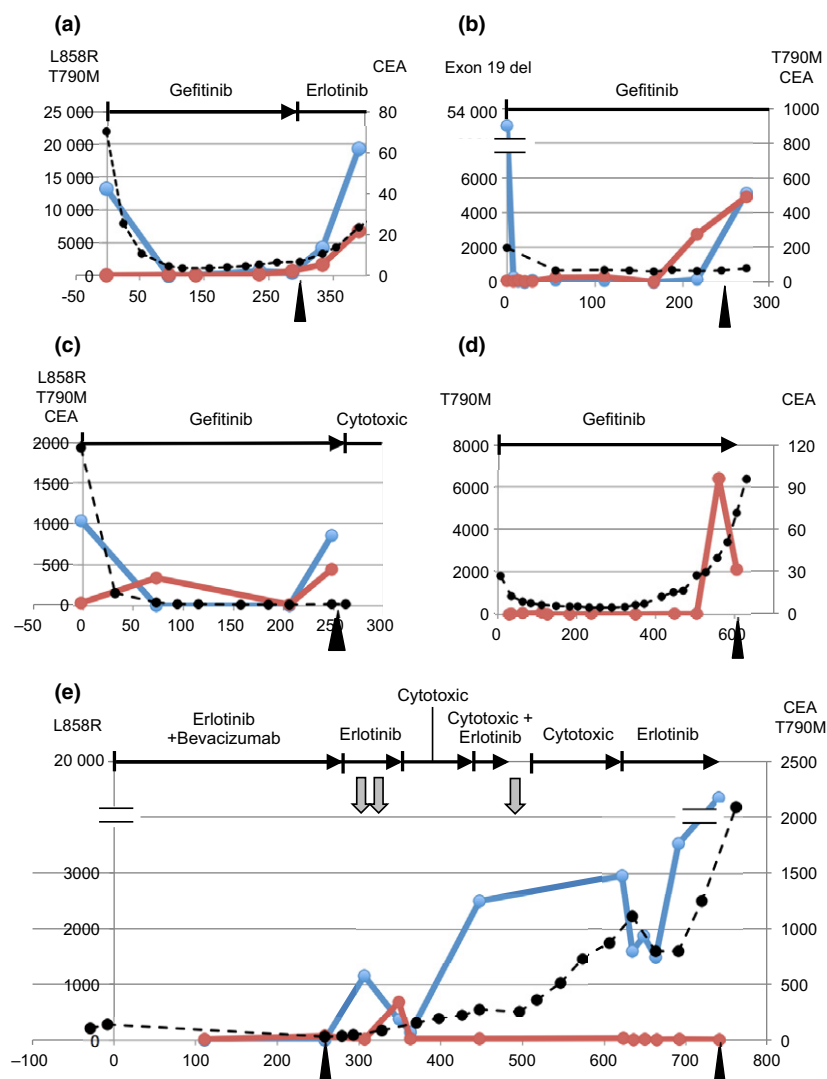 (a)
L858R
T790M
CEA
Gefitinib
Erlotinib
25 000
20 000
15 000
10 000
5000
0
80
60
40
20
0
–50
50
150
250
350
(b)
Exon 19 del
T790M
CEA
Gefitinib
54 000
6000
4000
2000
0
1000
800
600
400
200
0
0
100
200
300
(c)
L858R
T790M
CEA
Gefitinib
Cytotoxic
2000
1500
1000
500
0
–50
0
50
100
150
200
250
300
(d)
T790M
CEA
Gefitinib
8000
6000
4000
2000
0
120
90
60
30
0
0
200
400
600
(e)
L858R
CEA
T790M
Erlotinib
+Bevacizumab
Erlotinib
Cytotoxic
Cytotoxic +
Erlotinib
Cytotoxic
Erlotinib
20 000
3000
2000
1000
0
2500
2000
1500
1000
500
0
–100
0
100
200
300
400
500
600
700
800